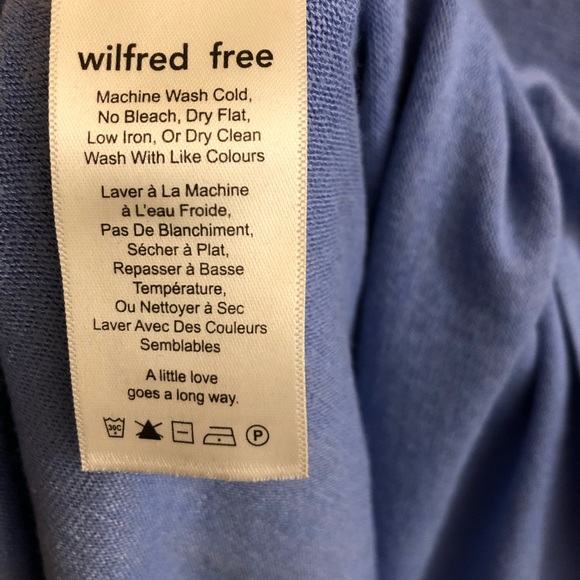 wilfred free
Machine Wash Cold,
No Bleach, Dry Flat,
Low Iron, Or Dry Clean
Wash With Like Colours
Laver à La Machine
à L'eau Froide,
Pas De Blanchiment,
Sécher à Plat,
Repasser à Basse
Température,
Ou Nettoyer à Sec
Laver Avec Des Couleurs
Semblables
A little love
goes a long way.
30C P